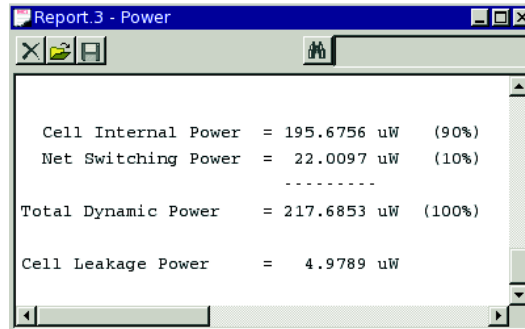 Report.3 - Power
Cell Internal Power = 195.6756 uW (90%)
Net Switching Power = 22.0097 uW (10%)
---------
Total Dynamic Power = 217.6853 uW (100%)
Cell Leakage Power = 4.9789 uW